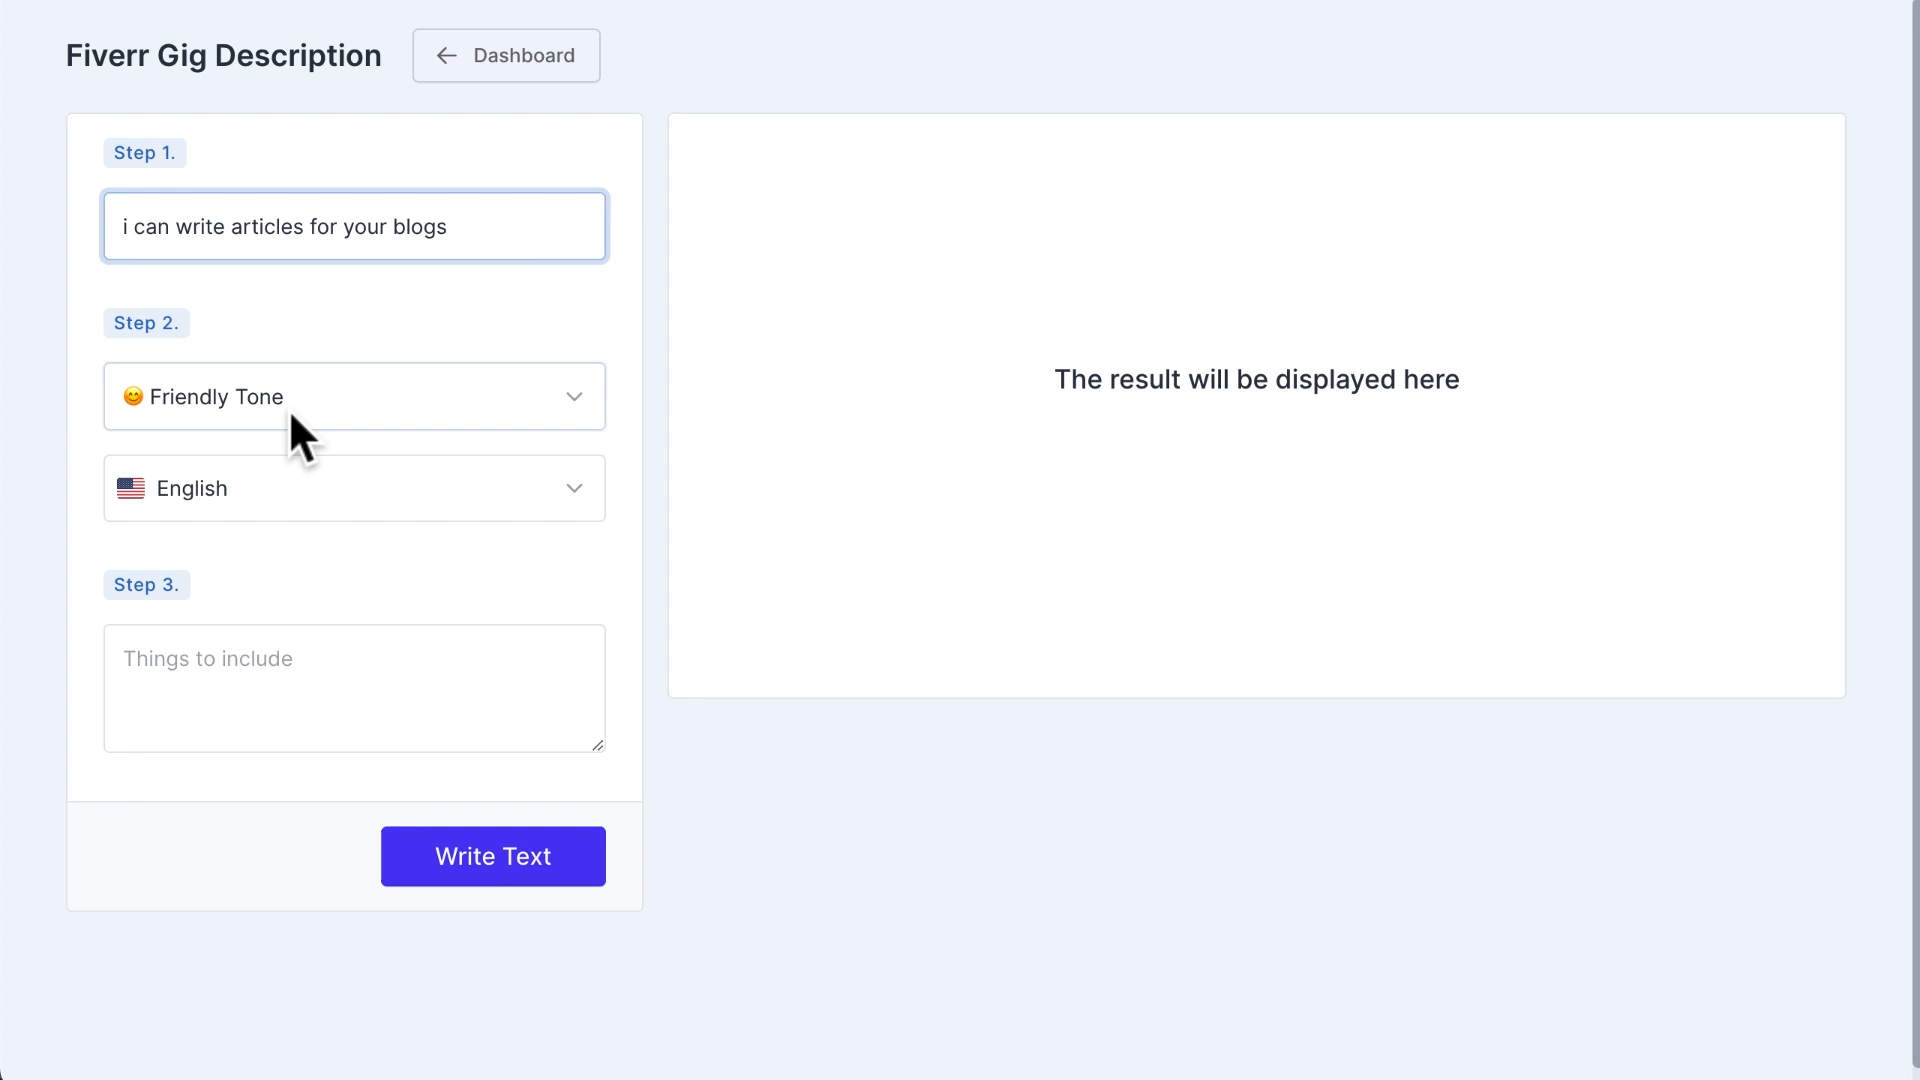 Fiverr Gig Description
Dashboard
Step 1.
i can write articles for your blogs
Step 2.
😊 Friendly Tone
English
Step 3.
Things to include
Write Text
The result will be displayed here